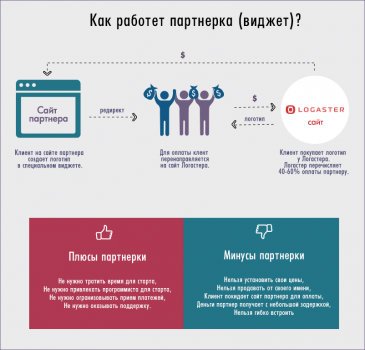 Как работет партнерка (виджет)?
$
Сайт
партнера
редирект
$
логотип
LOGASTER
сайт
Клиент на сайте партнера
создает логотип
в специальном виджете.
Для оплаты клент
перенаправляется
на сайт Логастера.
Клиент покупает логотип
у Логастера.
Логастер перечисляет
40-60% оплаты партнеру.
Плюсы партнерки
Не нужно тратить время для старта,
Не нужно привлекать программиста для старта,
Не нужно организовывать прием платежей,
Не нужно оказывать поддержку.
Минусы партнерки
Нельзя установить свои цены,
Нельзя продавать от своего имени,
Клиент покидает сайт партнера для оплаты,
Деньги партнер получает с небольшой задержкой,
Нельзя гибко встроить